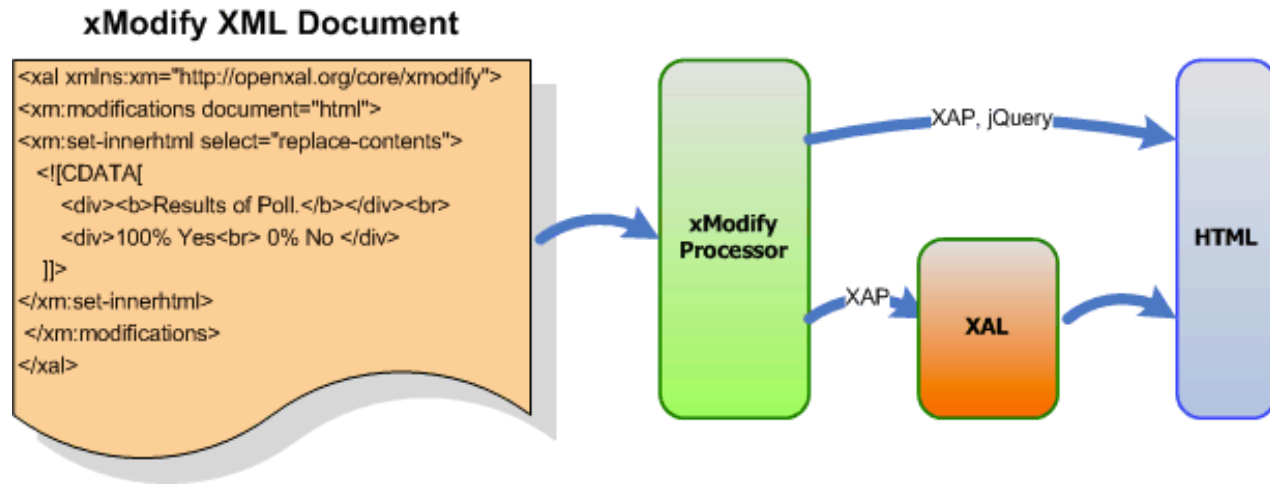 xModify XML Document
<xal xmlns:xm="http://openxal.org/core/xmodify">
<xm:modifications document="html">
<xm:set-innerhtml select="replace-contents">
<![CDATA[
<div><b>Results of Poll.</b></div><br>
<div>100% Yes<br> 0% No </div>
]]>
</xm:set-innerhtml>
</xm:modifications>
</xal>
xModify
Processor
XAP, jQuery
XAP
XAL
HTML